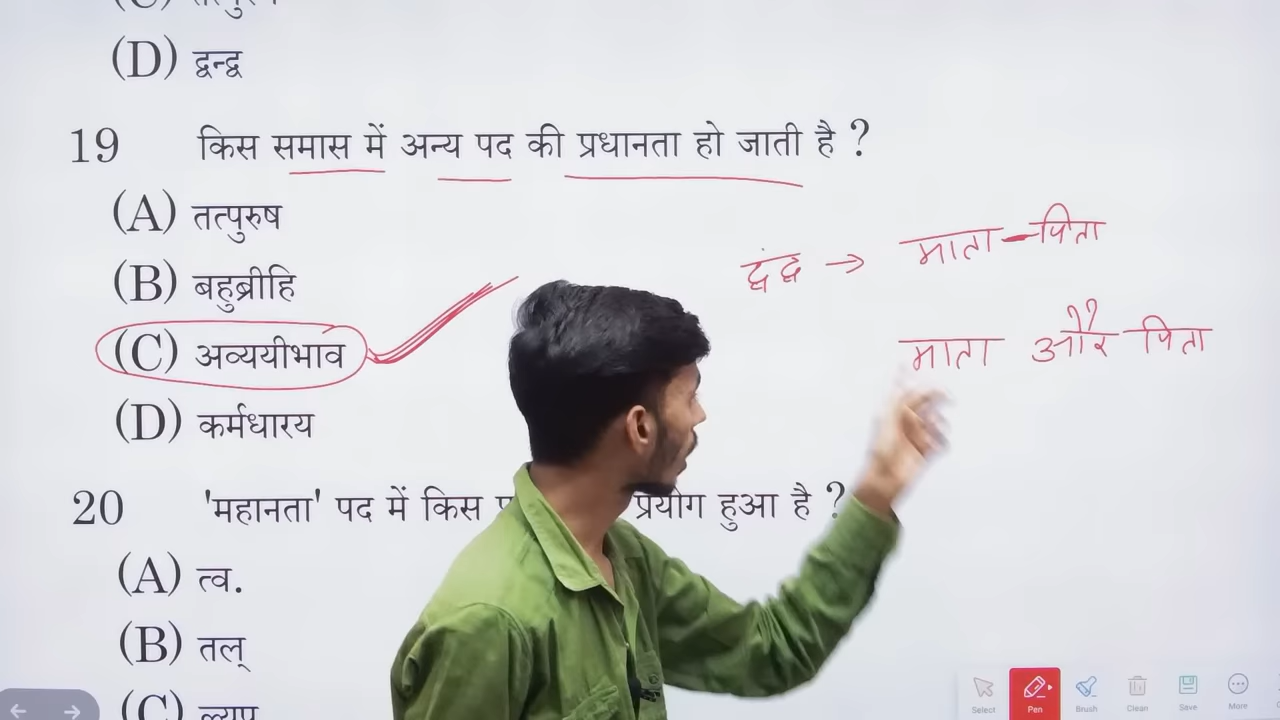 (D) द्वन्द्व
19 किस समास में अन्य पद की प्रधानता हो जाती है ?
(A) तत्पुरुष
(B) बहुब्रीहि
(C) अव्ययीभाव
(D) कर्मधारय
द्वंद्व → माता-पिता
माता और पिता
20 'महानता' पद में किस प्रयोग हुआ है ?
(A) त्व.
(B) तल्
(C) ल्यप
Select
Pen
Brush
Clean
Save
More